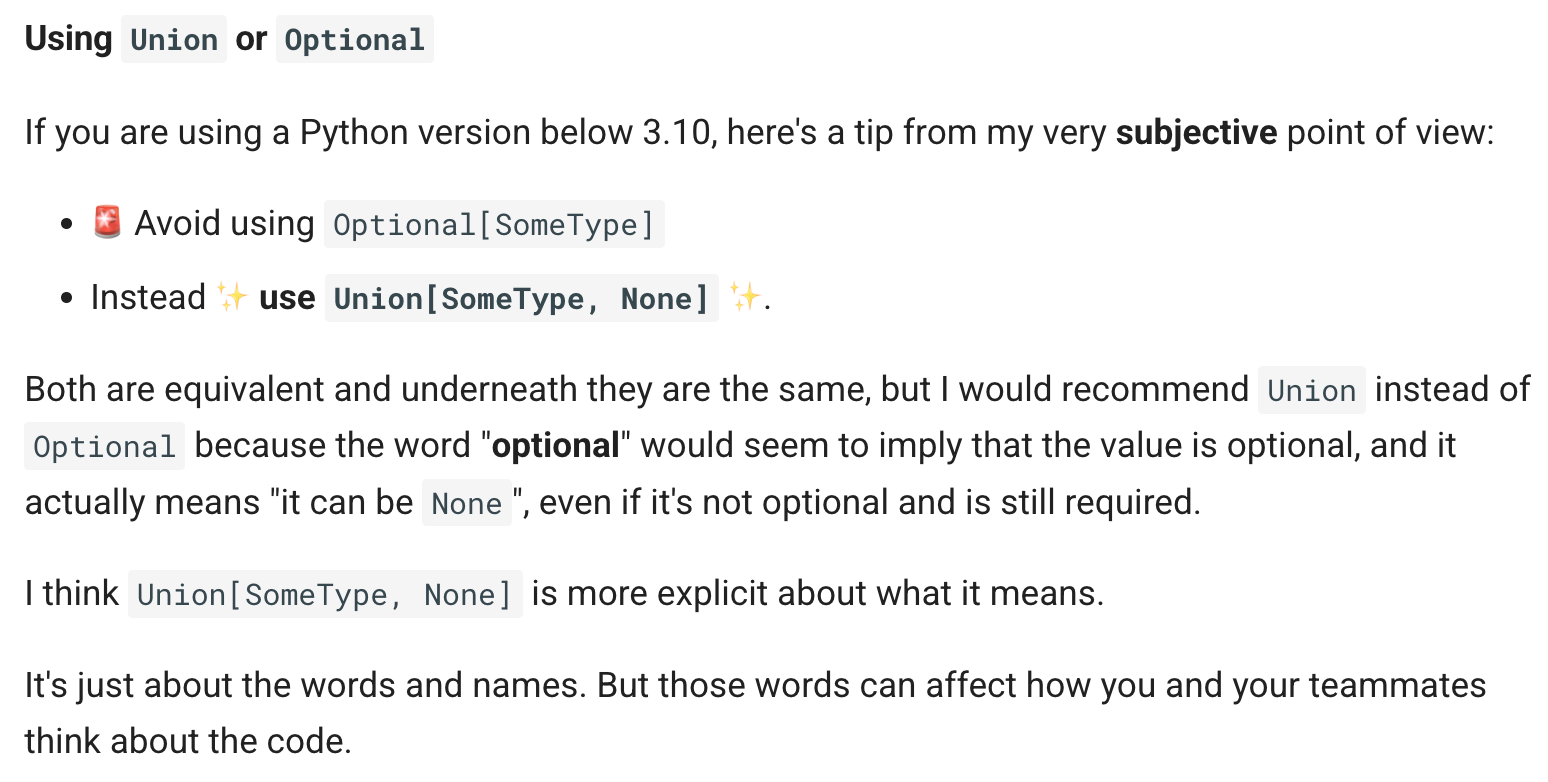 Using Union or Optional
If you are using a Python version below 3.10, here's a tip from my very subjective point of view:
• 🚨 Avoid using Optional[SomeType]
• Instead ✨ use Union[SomeType, None] ✨.
Both are equivalent and underneath they are the same, but I would recommend Union instead of
Optional because the word "optional" would seem to imply that the value is optional, and it
actually means "it can be None", even if it's not optional and is still required.
I think Union[SomeType, None] is more explicit about what it means.
It's just about the words and names. But those words can affect how you and your teammates
think about the code.